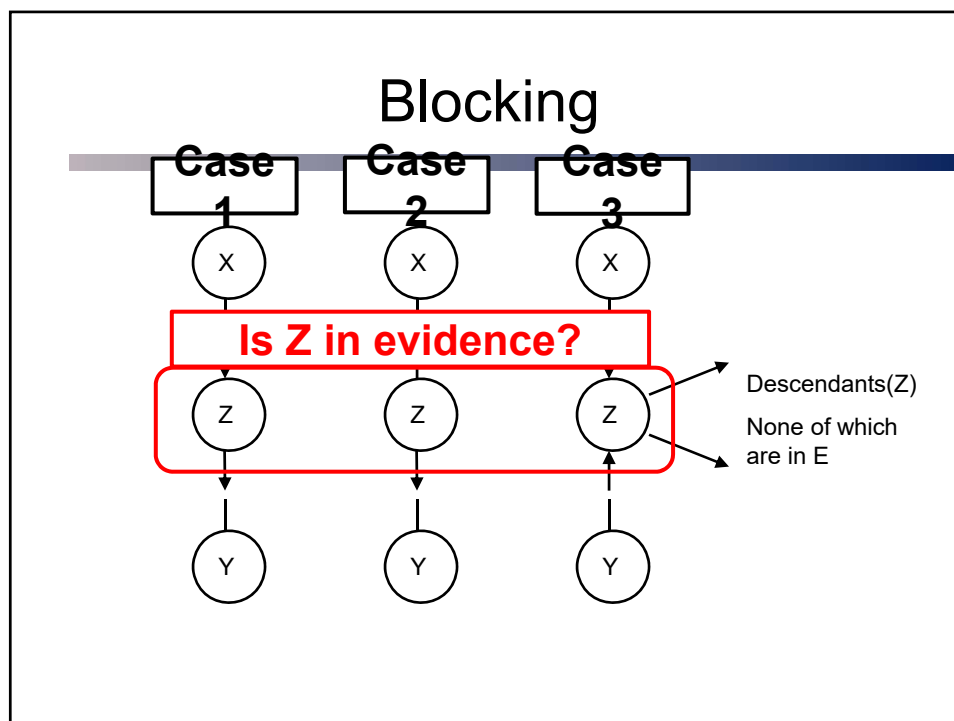 Blocking
Case
1
Case
2
Case
3
X
X
X
Is Z in evidence?
Z
Z
Z
Descendants(Z)
None of which
are in E
Y
Y
Y